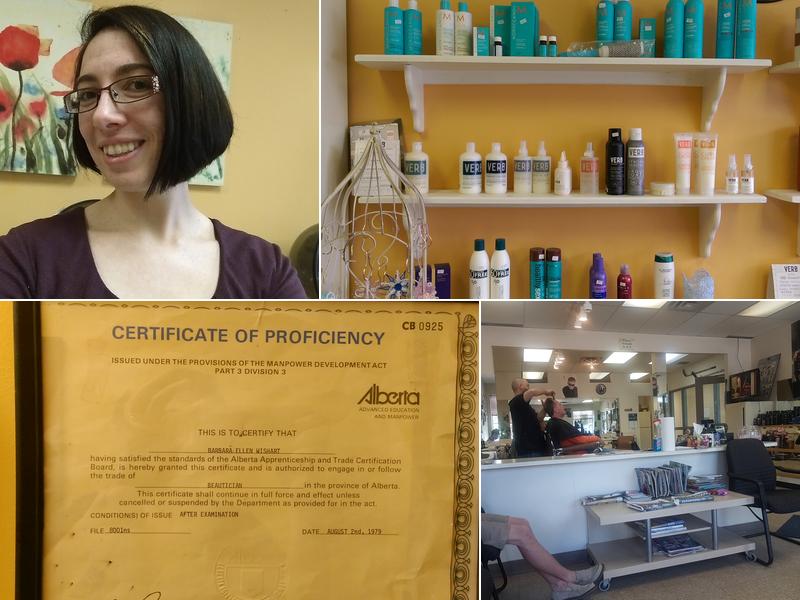 VERB
VERB
VERB
VERB
VERB
VERB
VERB
CERTIFICATE OF PROFICIENCY
CB 0925
ISSUED UNDER THE PROVISIONS OF THE MANPOWER DEVELOPMENT ACT
PART 3 DIVISION 3
Alberta
ADVANCED EDUCATION
AND MANPOWER
THIS IS TO CERTIFY THAT
BARBARA ELLEN WISHART
having satisfied the standards of the Alberta Apprenticeship and Trade Certification
Board, is hereby granted this certificate and is authorized to engage in or follow
the trade of
BEAUTICIAN in the province of Alberta.
This certificate shall continue in full force and effect unless
cancelled or suspended by the Department as provided for in the act.
CONDITION(S) OF ISSUE AFTER EXAMINATION
FILE 8001ns DATE AUGUST 2nd, 1979